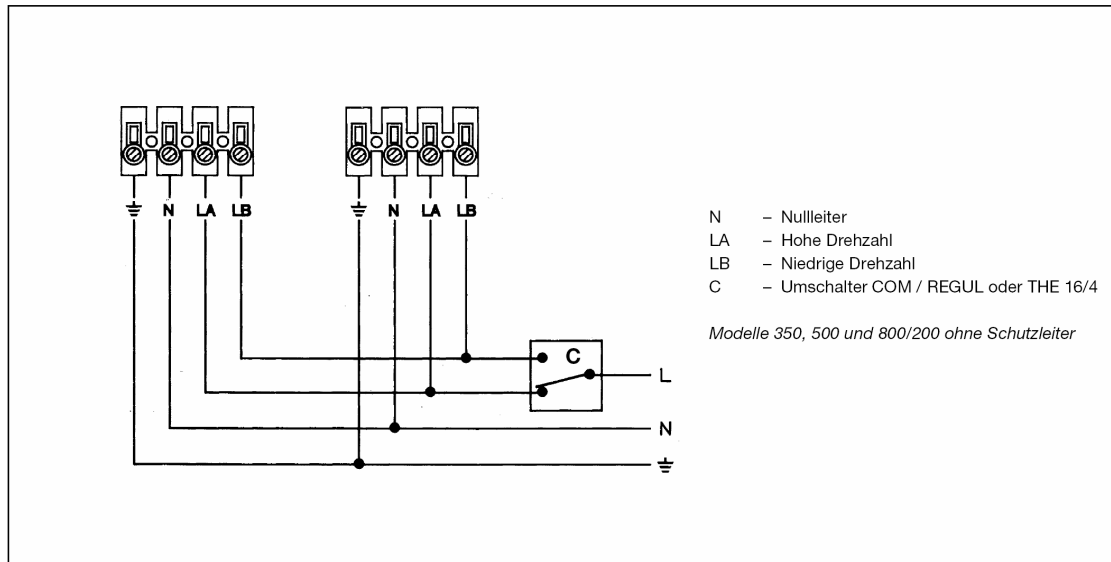 N LA LB N LA LB
N – Nullleiter
LA – Hohe Drehzahl
LB – Niedrige Drehzahl
C – Umschalter COM / REGUL oder THE 16/4
Modelle 350, 500 und 800/200 ohne Schutzleiter
C
L
N